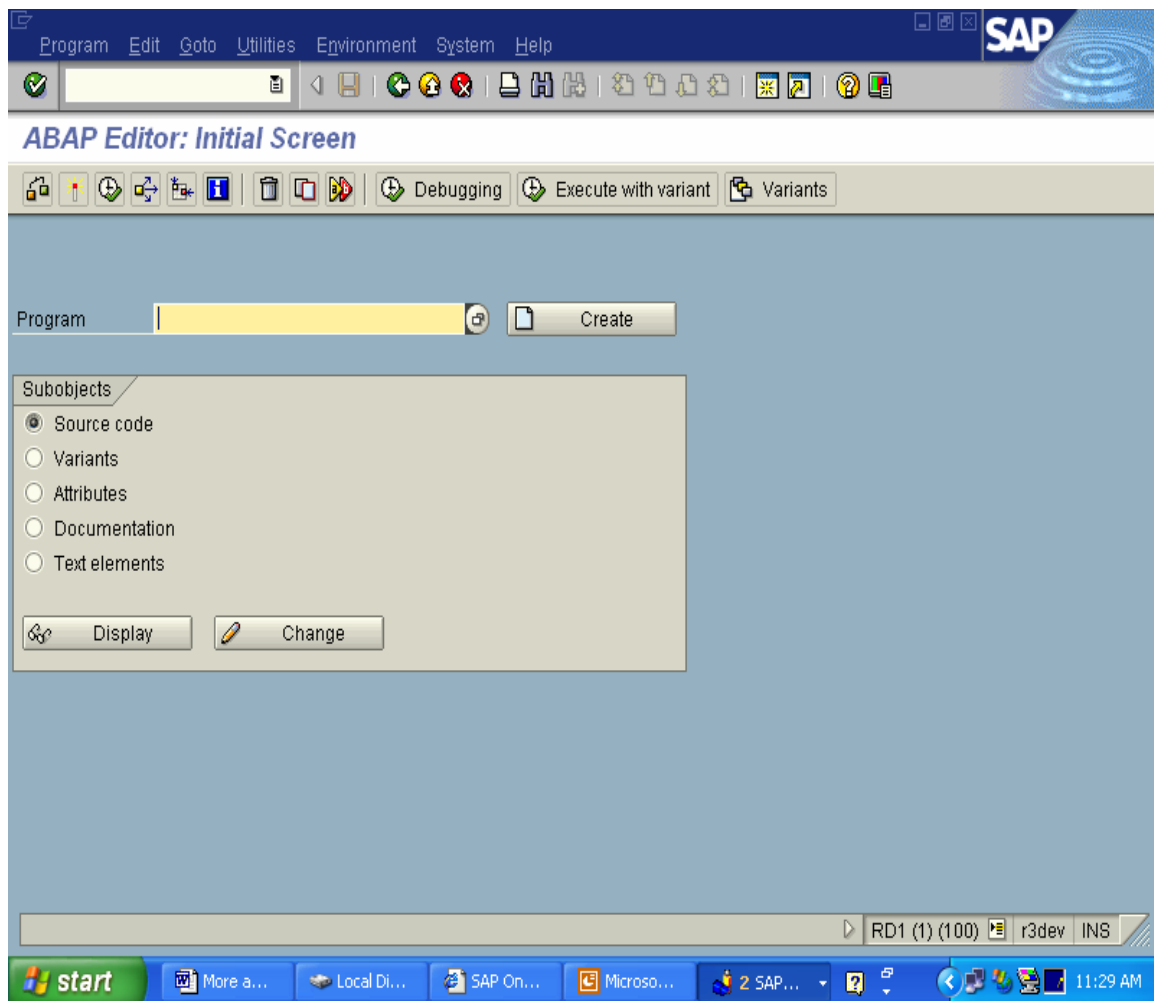 Program Edit Goto Utilities Environment System Help
SAP
ABAP Editor: Initial Screen
Debugging Execute with variant Variants
Program Create
Subobjects
Source code
Variants
Attributes
Documentation
Text elements
Display Change
RD1 (1) (100) r3dev INS
start More a... Local Di... SAP On... Microso... 2 SAP... 11:29 AM